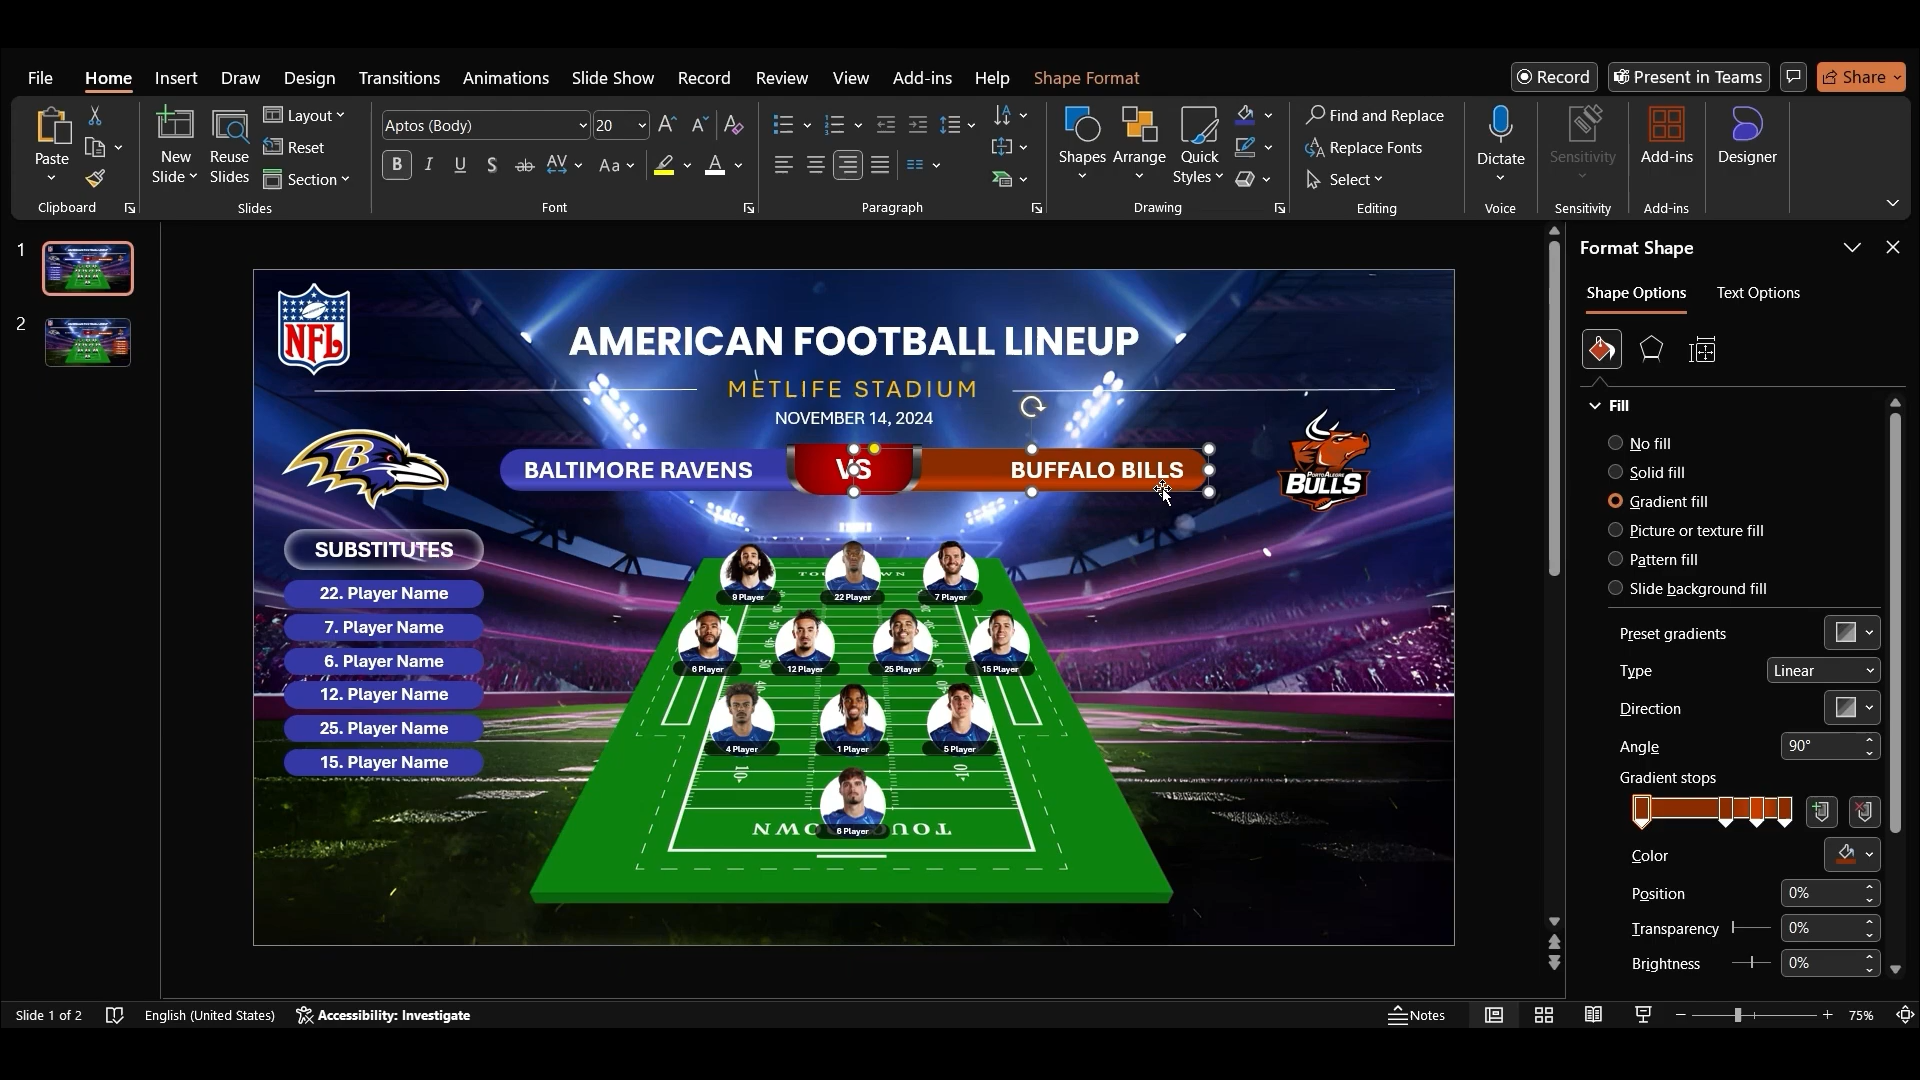 File Home Insert Draw Design Transitions Animations Slide Show Record Review View Add-ins Help Shape Format
Record Present in Teams Share
Paste
Clipboard
New Slide
Reuse Slides
Layout
Reset
Section
Slides
Aptos (Body) 20
B I U S ab AV Aa A
Font
Paragraph
Shapes
Arrange
Quick Styles
Drawing
Find and Replace
Replace Fonts
Select
Editing
Dictate
Voice
Sensitivity
Sensitivity
Add-ins
Add-ins
Designer
1
2
NFL
AMERICAN FOOTBALL LINEUP
METLIFE STADIUM
NOVEMBER 14, 2024
B
BALTIMORE RAVENS VS BUFFALO BILLS
PORTO ALEGRE
BULLS
SUBSTITUTES
22. Player Name
7. Player Name
6. Player Name
12. Player Name
25. Player Name
15. Player Name
9 Player 22 Player 7 Player
6 Player 12 Player 25 Player 15 Player
4 Player 1 Player 5 Player
6 Player
Format Shape
Shape Options Text Options
Fill
No fill
Solid fill
Gradient fill
Picture or texture fill
Pattern fill
Slide background fill
Preset gradients
Type Linear
Direction
Angle 90°
Gradient stops
Color
Position 0%
Transparency 0%
Brightness 0%
Slide 1 of 2 English (United States) Accessibility: Investigate Notes 75%